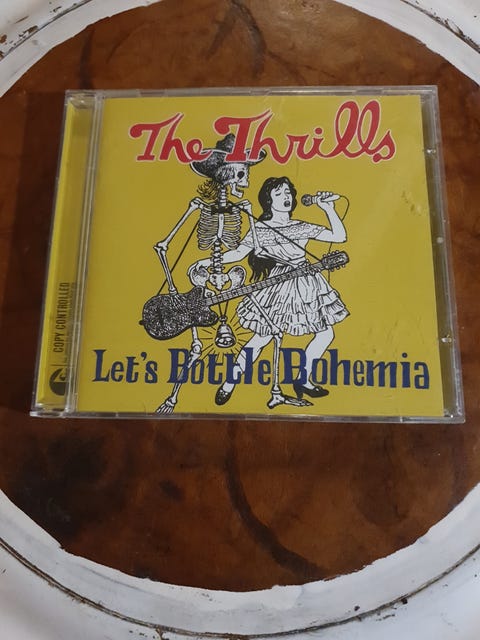 The Thrills
Let's Bottle Bohemia
COPY CONTROLLED